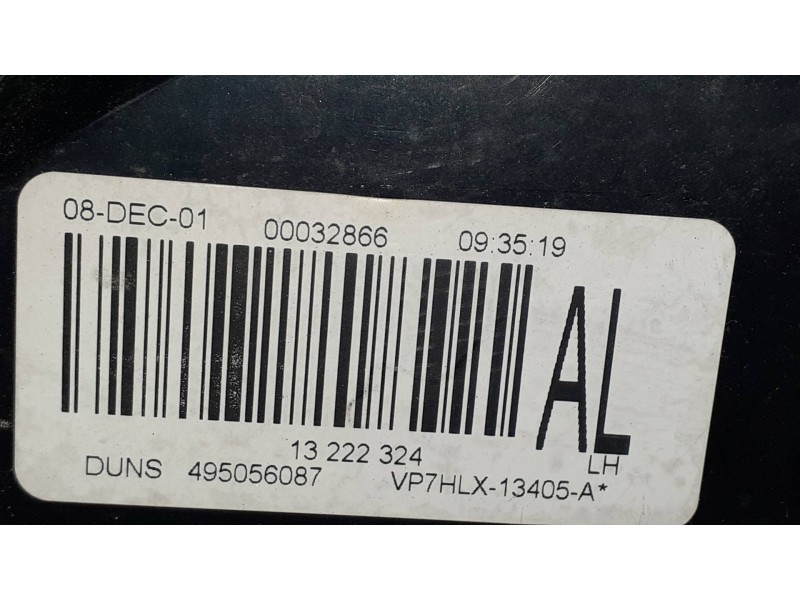 08-DEC-01 00032866 09:35:19
AL
13 222 324
LH
DUNS 495056087 VP7HLX-13405-A*